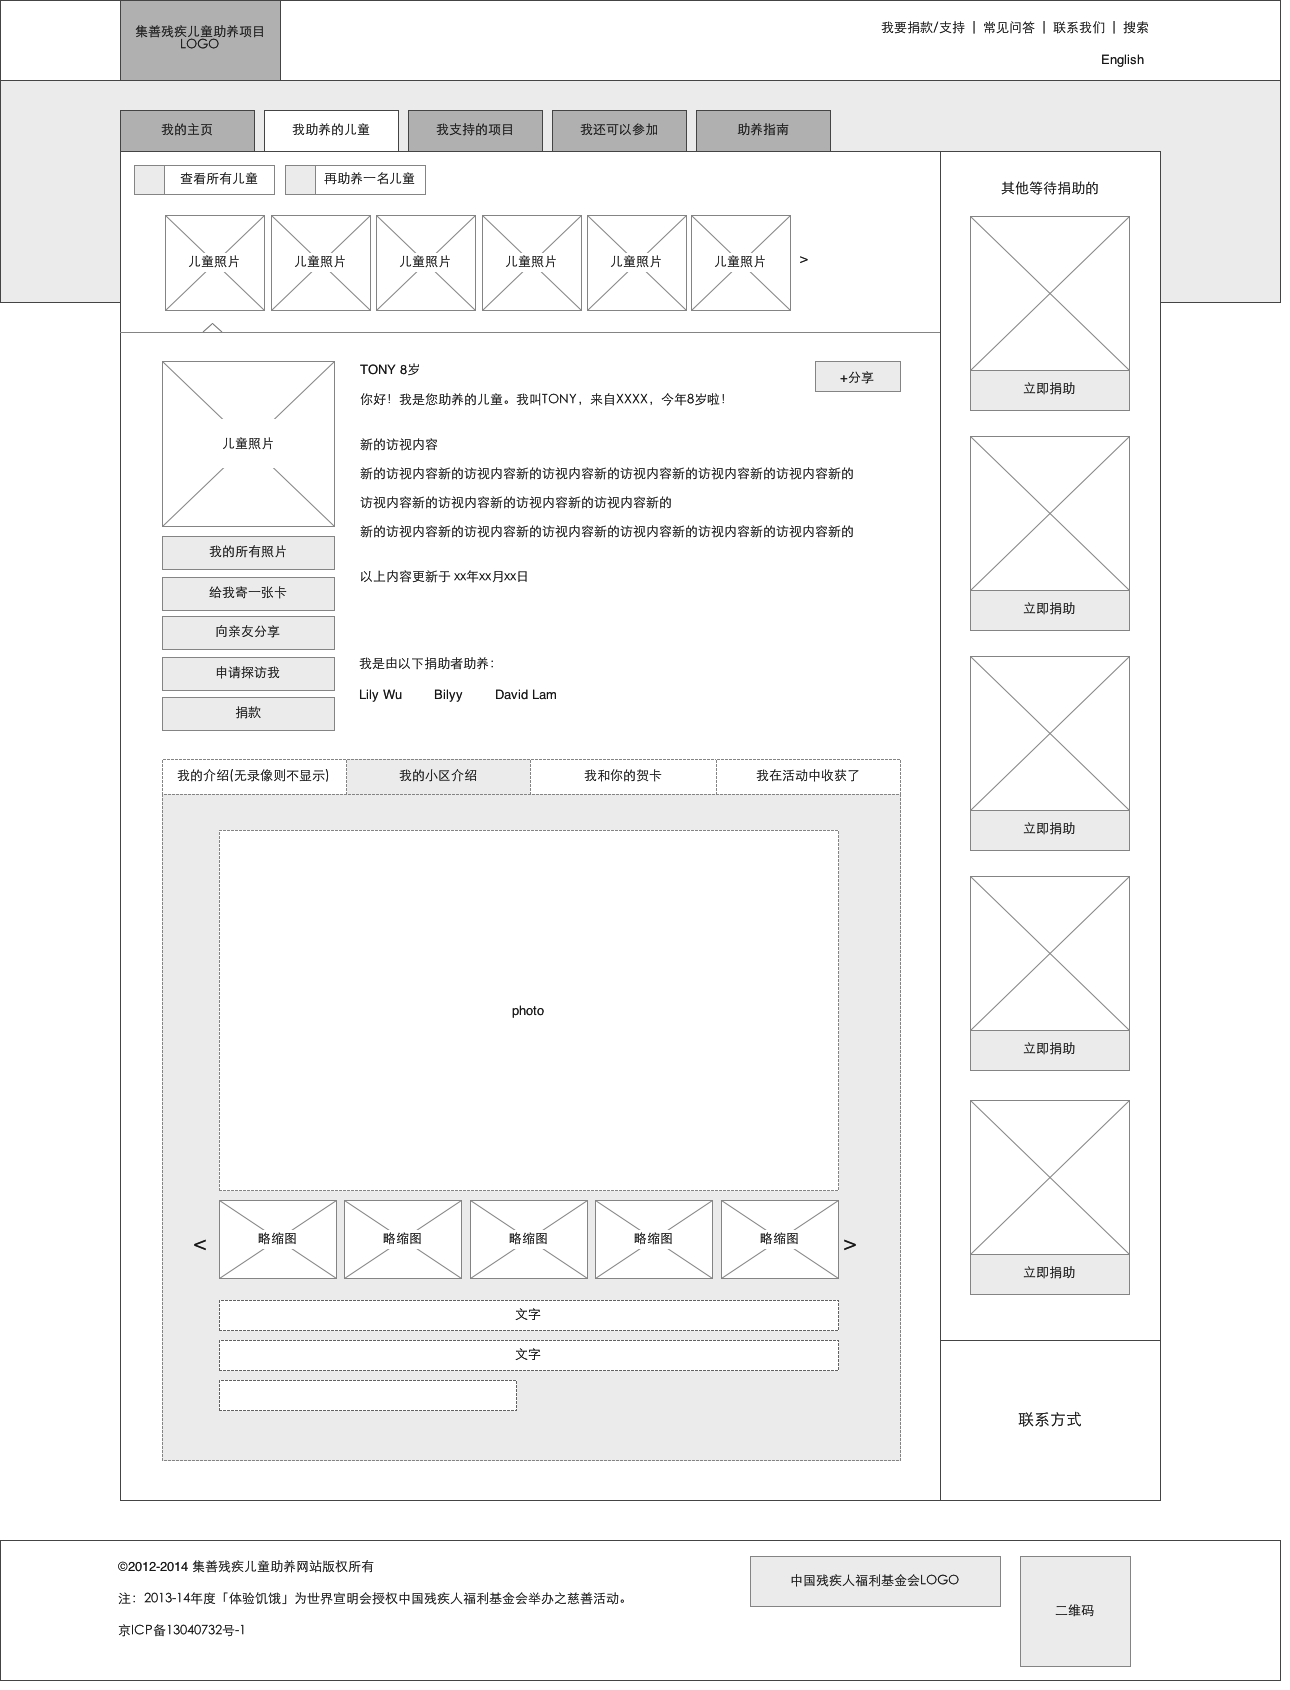 集善残疾儿童助养项目
LOGO
我要捐款/支持 | 常见问答 | 联系我们 | 搜索
English
我的主页
我助养的儿童
我支持的项目
我还可以参加
助养指南
查看所有儿童
再助养一名儿童
儿童照片
儿童照片
儿童照片
儿童照片
儿童照片
儿童照片
>
儿童照片
我的所有照片
给我寄一张卡
向亲友分享
申请探访我
捐款
TONY 8岁
+分享
你好！我是您助养的儿童。我叫TONY，来自XXXX，今年8岁啦！
新的访视内容
新的访视内容新的访视内容新的访视内容新的访视内容新的访视内容新的访视内容新的
访视内容新的访视内容新的访视内容新的访视内容新的
新的访视内容新的访视内容新的访视内容新的访视内容新的访视内容新的访视内容新的
以上内容更新于 xx年xx月xx日
我是由以下捐助者助养：
Lily Wu Bilyy David Lam
我的介绍(无录像则不显示)
我的小区介绍
我和你的贺卡
我在活动中收获了
photo
<
略缩图
略缩图
略缩图
略缩图
略缩图
>
文字
文字
其他等待捐助的
立即捐助
立即捐助
立即捐助
立即捐助
立即捐助
联系方式
©2012-2014 集善残疾儿童助养网站版权所有
注：2013-14年度「体验饥饿」为世界宣明会授权中国残疾人福利基金会举办之慈善活动。
京ICP备13040732号-1
中国残疾人福利基金会LOGO
二维码